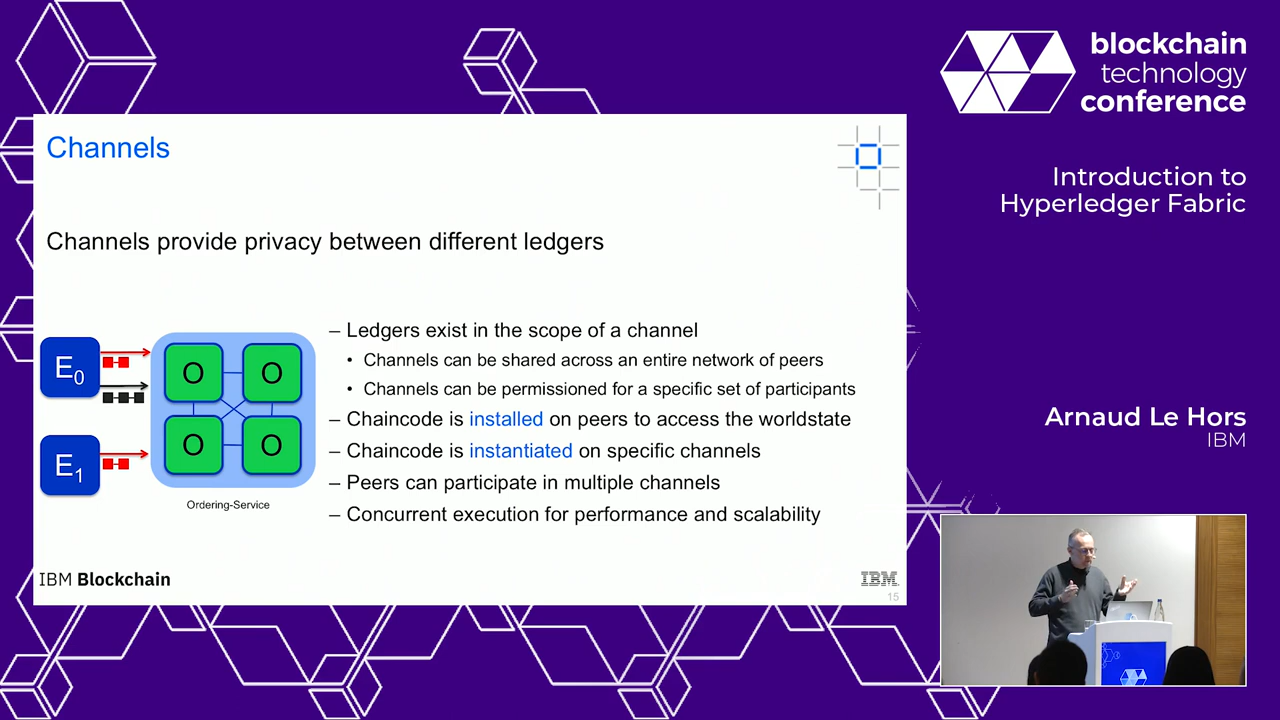 blockchain
technology
conference
Introduction to
Hyperledger Fabric
Arnaud Le Hors
IBM
Channels
Channels provide privacy between different ledgers
E0
E1
O O
O O
Ordering-Service
– Ledgers exist in the scope of a channel
• Channels can be shared across an entire network of peers
• Channels can be permissioned for a specific set of participants
– Chaincode is installed on peers to access the worldstate
– Chaincode is instantiated on specific channels
– Peers can participate in multiple channels
– Concurrent execution for performance and scalability
IBM Blockchain
IBM
15